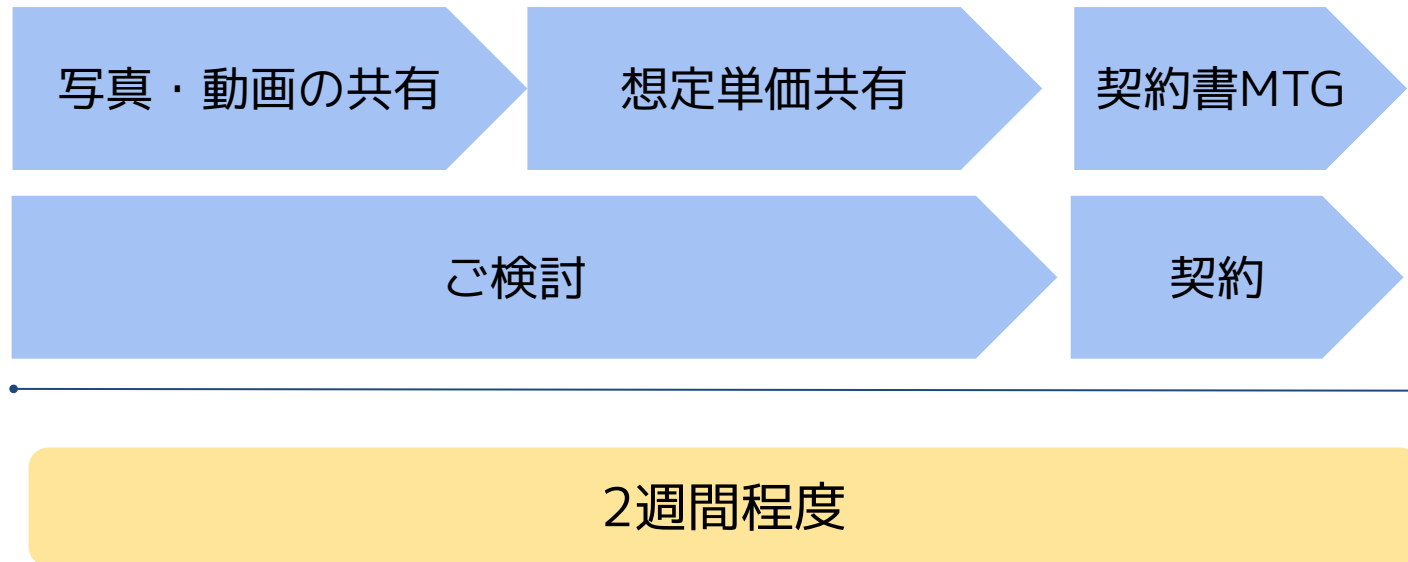 写真・動画の共有
想定単価共有
契約書MTG
ご検討
契約
2週間程度